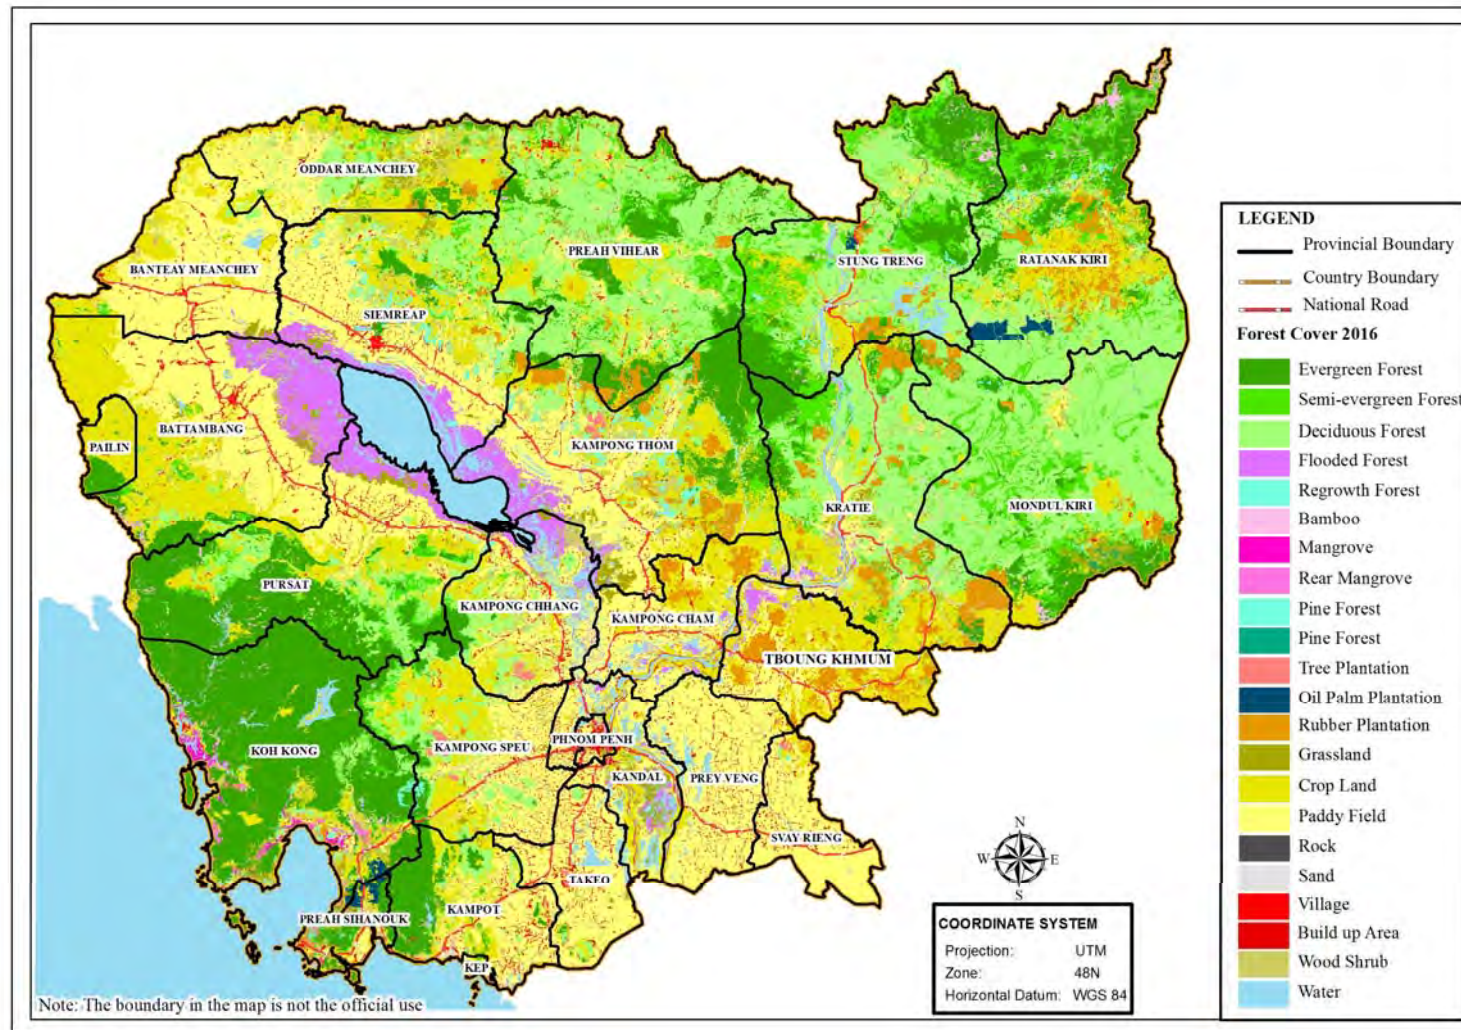 ODDAR MEANCHEY
BANTEAY MEANCHEY
PREAH VIHEAR
STUNG TRENG
RATANAK KIRI
SIEMREAP
PAILIN
BATTAMBANG
KAMPONG THOM
KRATIE
MONDUL KIRI
PURSAT
KAMPONG CHHANG
KAMPONG CHAM
TBOUNG KHMUM
KOH KONG
KAMPONG SPEU
PHNOM PENH
KANDAL
PREY VENG
SVAY RIENG
TAKEO
PREAH SIHANOUK
KAMPOT
KEP
Note: The boundary in the map is not the official use
N
W
E
S
COORDINATE SYSTEM
Projection: UTM
Zone: 48N
Horizontal Datum: WGS 84
LEGEND
Provincial Boundary
Country Boundary
National Road
Forest Cover 2016
Evergreen Forest
Semi-evergreen Forest
Deciduous Forest
Flooded Forest
Regrowth Forest
Bamboo
Mangrove
Rear Mangrove
Pine Forest
Pine Forest
Tree Plantation
Oil Palm Plantation
Rubber Plantation
Grassland
Crop Land
Paddy Field
Rock
Sand
Village
Build up Area
Wood Shrub
Water